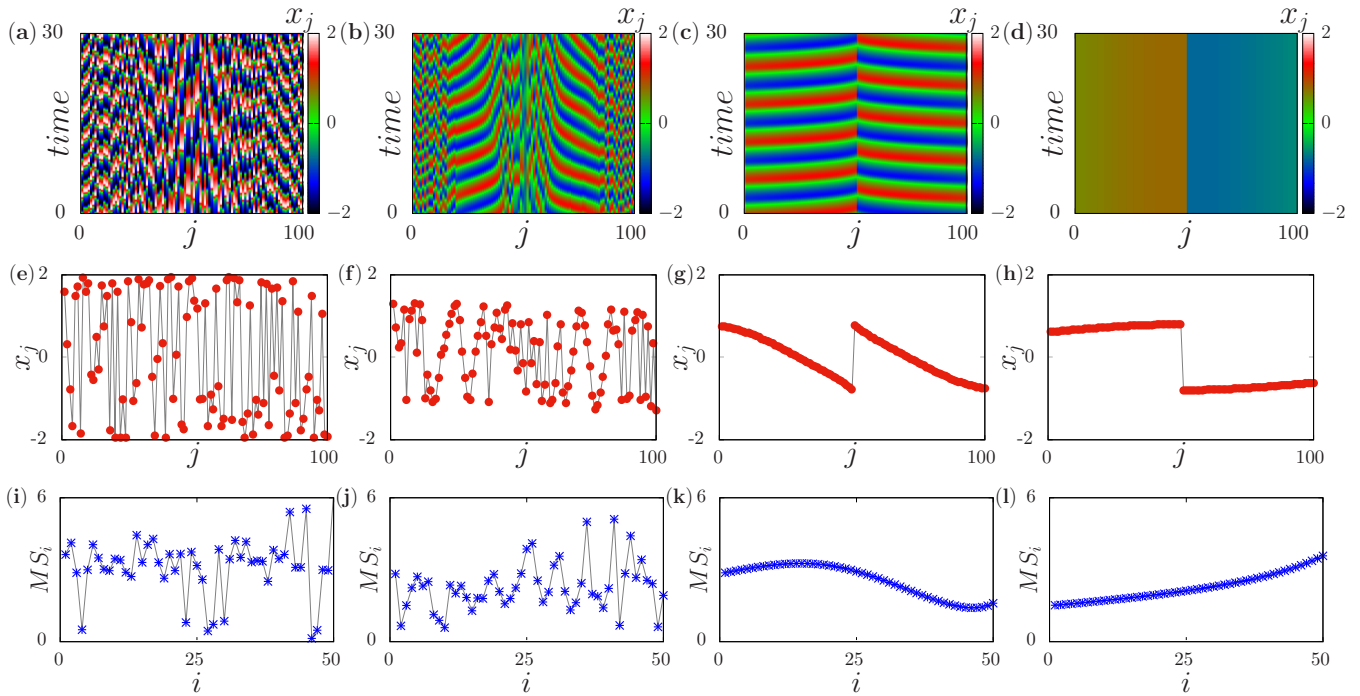 (a) 30 time 0 0 j 100 x_j 2 0 −2
(b) 30 time 0 0 j 100 x_j 2 0 −2
(c) 30 time 0 0 j 100 x_j 2 0 −2
(d) 30 time 0 0 j 100 x_j 2 0 −2
(e) 2 x_j 0 -2 0 j 100
(f) 2 x_j 0 -2 0 j 100
(g) 2 x_j 0 -2 0 j 100
(h) 2 x_j 0 -2 0 j 100
(i) 6 MS_i 0 0 25 50 i
(j) 6 MS_i 0 0 25 50 i
(k) 6 MS_i 0 0 25 50 i
(l) 6 MS_i 0 0 25 50 i